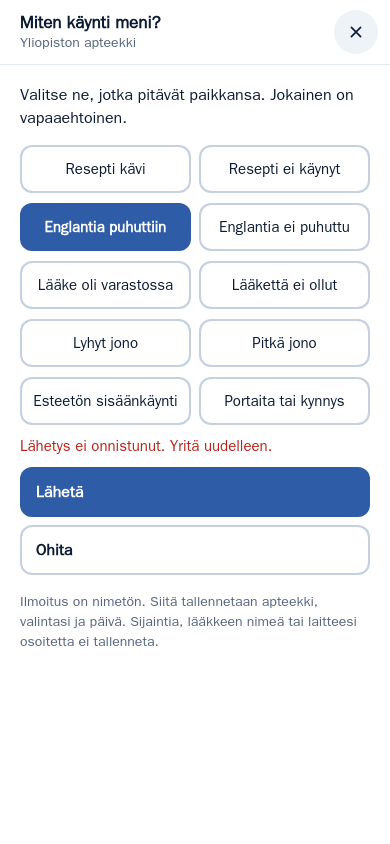 Miten käynti meni?
Yliopiston apteekki
Valitse ne, jotka pitävät paikkansa. Jokainen on
vapaaehtoinen.
Resepti kävi
Resepti ei käynyt
Englantia puhuttiin
Englantia ei puhuttu
Lääke oli varastossa
Lääkettä ei ollut
Lyhyt jono
Pitkä jono
Esteetön sisäänkäynti
Portaita tai kynnys
Lähetys ei onnistunut. Yritä uudelleen.
Lähetä
Ohita
Ilmoitus on nimetön. Siitä tallennetaan apteekki,
valintasi ja päivä. Sijaintia, lääkkeen nimeä tai laitteesi
osoitetta ei tallenneta.